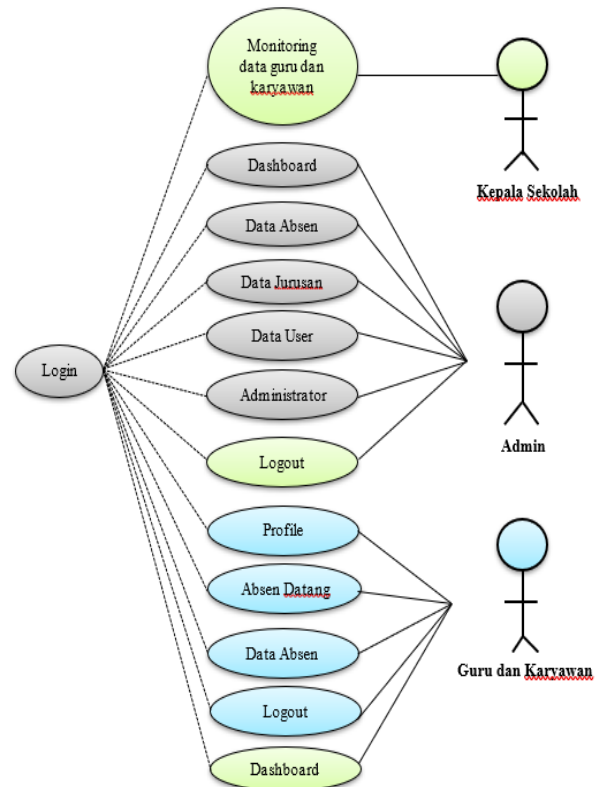 Monitoring
data guru dan
karyawan
Kepala Sekolah
Dashboard
Data Absen
Data Jurusan
Data User
Login
Administrator
Admin
Logout
Profile
Absen Datang
Data Absen
Guru dan Karyawan
Logout
Dashboard